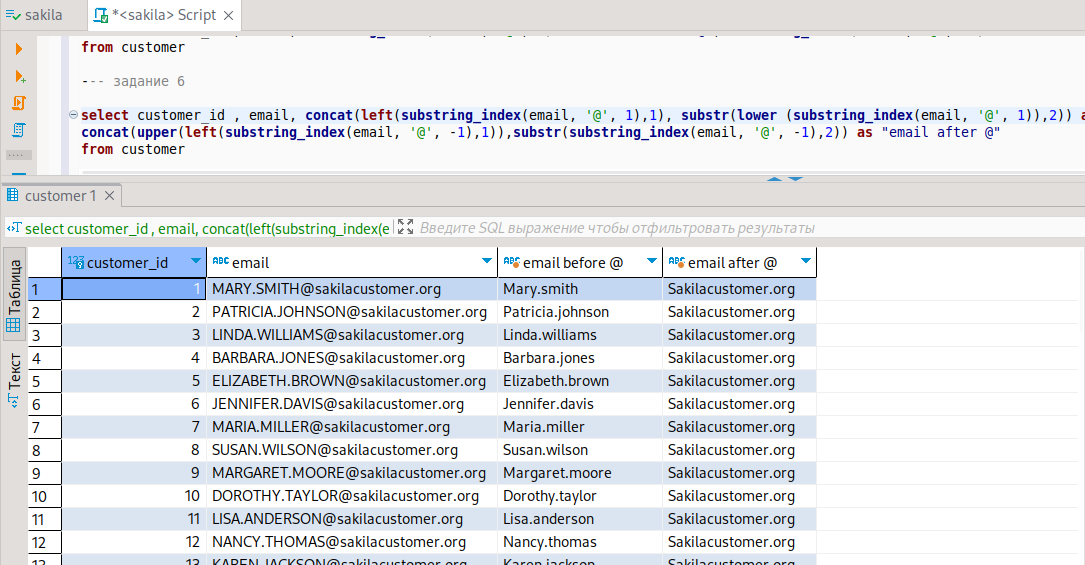 sakila
*<sakila> Script
from customer
--- задание 6
select customer_id , email, concat(left(substring_index(email, '@', 1),1), substr(lower (substring_index(email, '@', 1)),2)) a
concat(upper(left(substring_index(email, '@', -1),1)),substr(substring_index(email, '@', -1),2)) as "email after @"
from customer
customer 1
select customer_id , email, concat(left(substring_index(e
Введите SQL выражение чтобы отфильтровать результаты
Таблица
Текст
123 customer_id ABC email ABC email before @ ABC email after @
1 1 MARY.SMITH@sakilacustomer.org Mary.smith Sakilacustomer.org
2 2 PATRICIA.JOHNSON@sakilacustomer.org Patricia.johnson Sakilacustomer.org
3 3 LINDA.WILLIAMS@sakilacustomer.org Linda.williams Sakilacustomer.org
4 4 BARBARA.JONES@sakilacustomer.org Barbara.jones Sakilacustomer.org
5 5 ELIZABETH.BROWN@sakilacustomer.org Elizabeth.brown Sakilacustomer.org
6 6 JENNIFER.DAVIS@sakilacustomer.org Jennifer.davis Sakilacustomer.org
7 7 MARIA.MILLER@sakilacustomer.org Maria.miller Sakilacustomer.org
8 8 SUSAN.WILSON@sakilacustomer.org Susan.wilson Sakilacustomer.org
9 9 MARGARET.MOORE@sakilacustomer.org Margaret.moore Sakilacustomer.org
10 10 DOROTHY.TAYLOR@sakilacustomer.org Dorothy.taylor Sakilacustomer.org
11 11 LISA.ANDERSON@sakilacustomer.org Lisa.anderson Sakilacustomer.org
12 12 NANCY.THOMAS@sakilacustomer.org Nancy.thomas Sakilacustomer.org
13 13 KAREN.JACKSON@sakilacustomer.org Karen.jackson Sakilacustomer.org